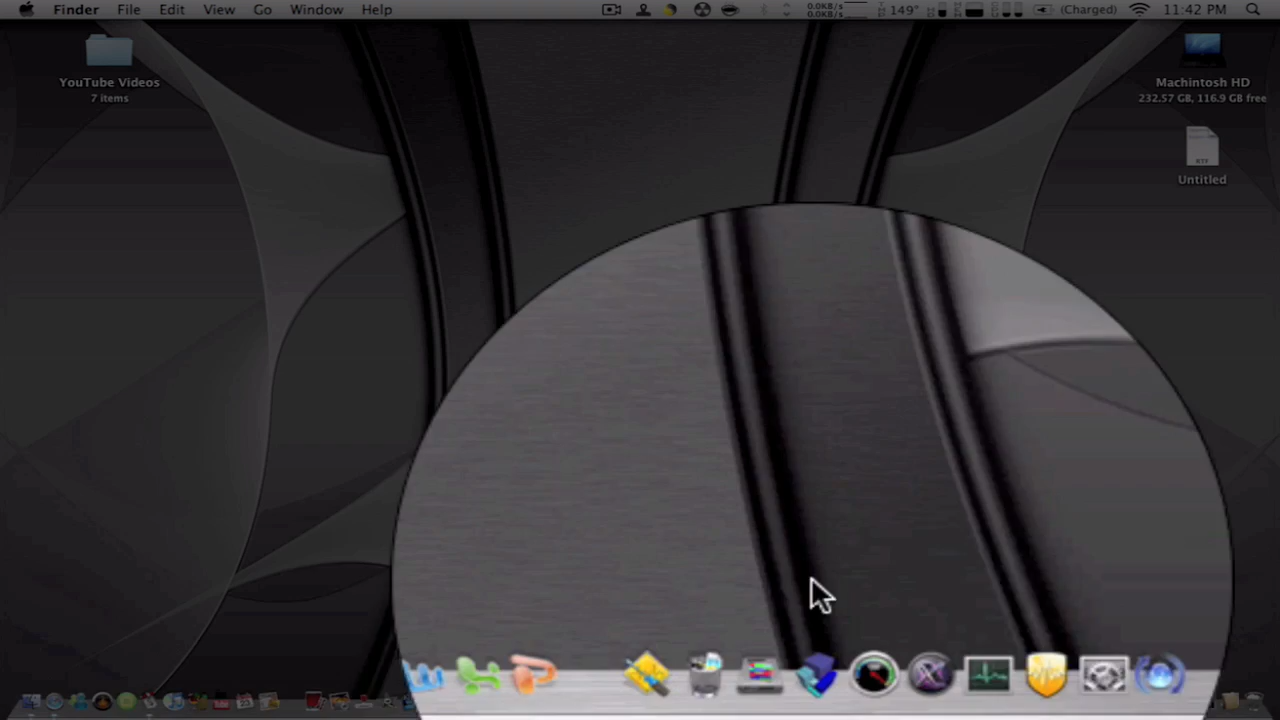 Finder File Edit View Go Window Help 0.0KB/s 149° (Charged) 11:42 PM
0.0KB/s
YouTube Videos
7 items
Machintosh HD
232.57 GB, 116.9 GB free
RTF
Untitled